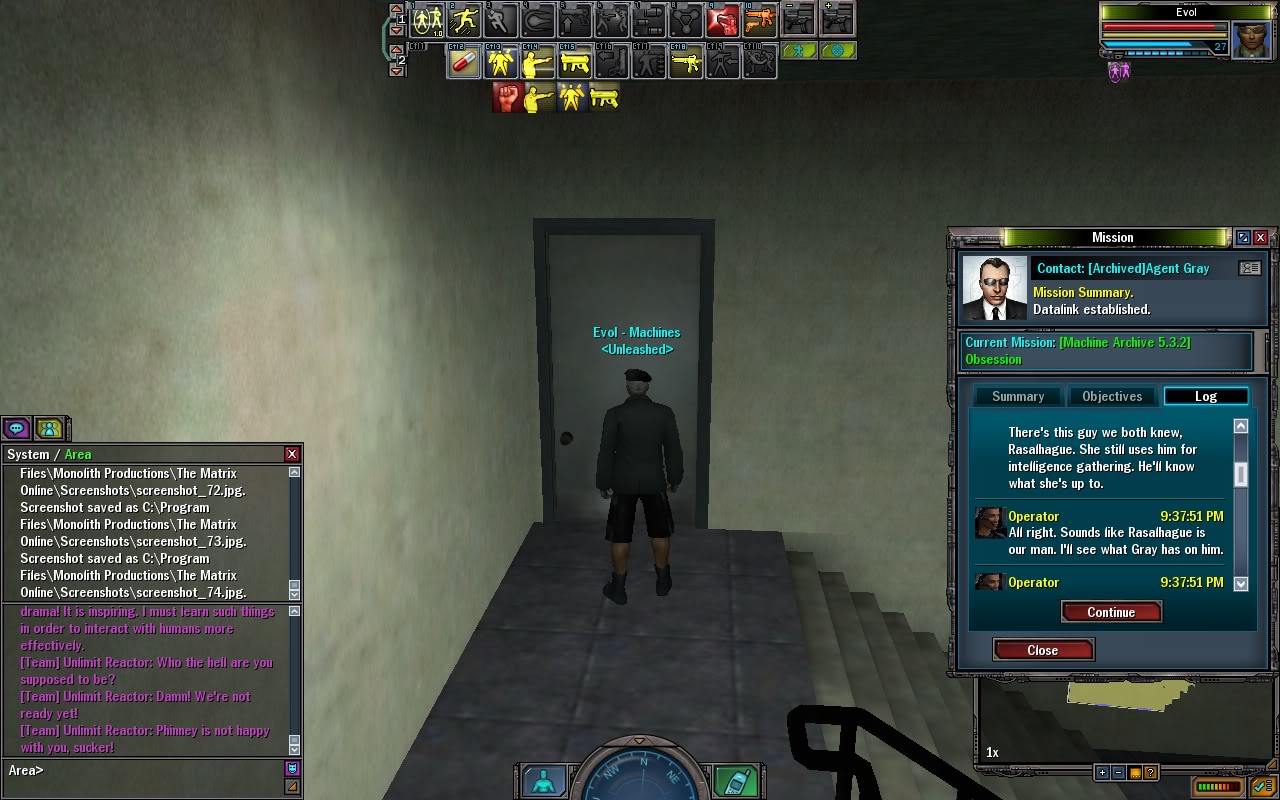 1
2
1.0
Evol
27
Evol - Machines
<Unleashed>
Mission
Contact: [Archived]Agent Gray
Mission Summary.
Datalink established.
Current Mission: [Machine Archive 5.3.2]
Obsession
Summary
Objectives
Log
There's this guy we both knew,
Rasalhague. She still uses him for
intelligence gathering. He'll know
what she's up to.
Operator 9:37:51 PM
All right. Sounds like Rasalhague is
our man. I'll see what Gray has on him.
Operator 9:37:51 PM
Continue
Close
1x
System / Area
Files\Monolith Productions\The Matrix
Online\Screenshots\screenshot_72.jpg.
Screenshot saved as C:\Program
Files\Monolith Productions\The Matrix
Online\Screenshots\screenshot_73.jpg.
Screenshot saved as C:\Program
Files\Monolith Productions\The Matrix
Online\Screenshots\screenshot_74.jpg.
drama! It is inspiring. I must learn such things
in order to interact with humans more
effectively.
[Team] Unlimit Reactor: Who the hell are you
supposed to be?
[Team] Unlimit Reactor: Damn! We're not
ready yet!
[Team] Unlimit Reactor: Phinney is not happy
with you, sucker!
Area>
NW
N
NE